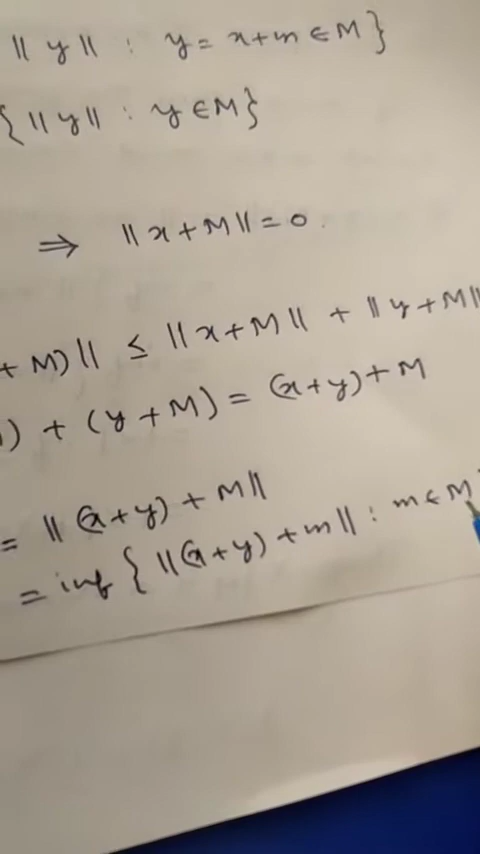 ‖ y ‖ : y = x+m ∈ M }
{ ‖ y ‖ : y ∈ M }
⇒ ‖ x + M ‖ = 0.
+ M) ‖ ≤ ‖ x + M ‖ + ‖ y + M ‖
) + (y + M) = (x+y) + M
= ‖ (x+y) + M ‖
= inf { ‖ (x+y) + m ‖ : m ∈ M